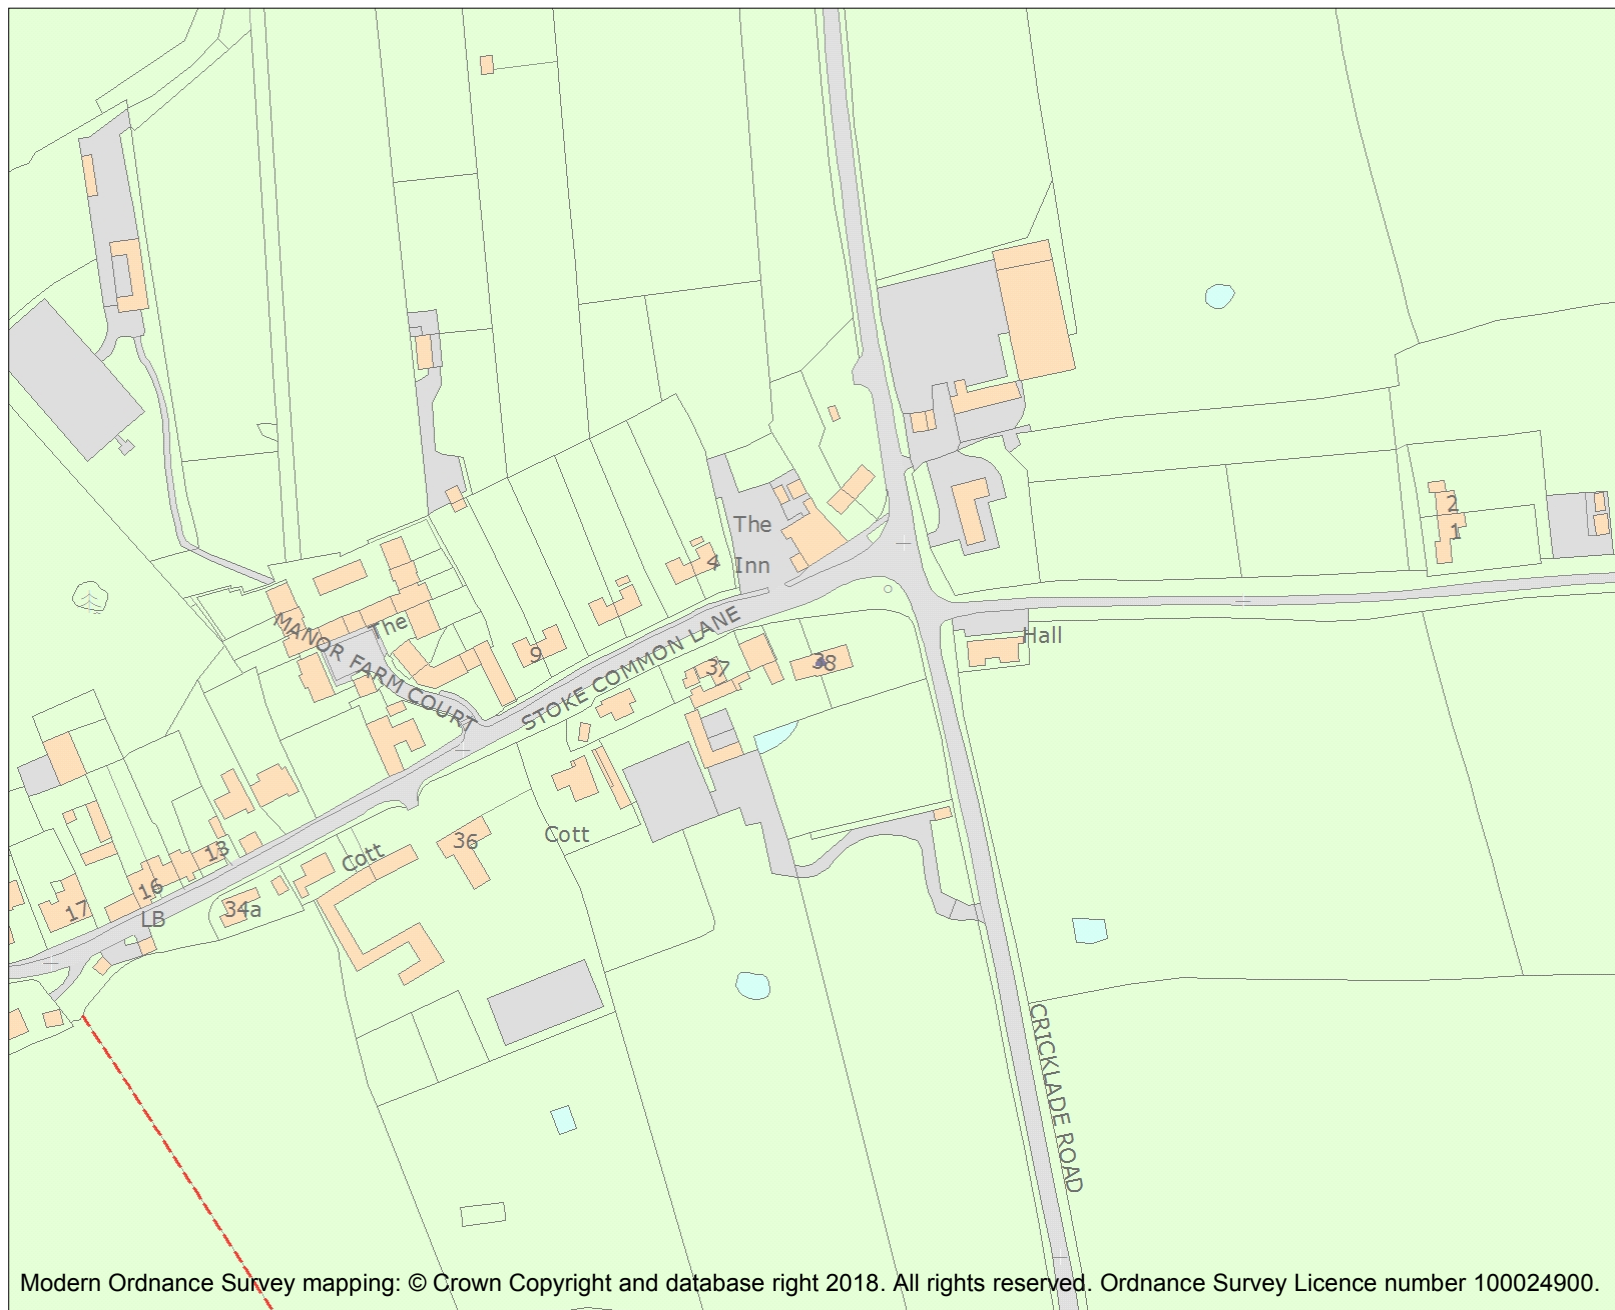 The
Inn
4
2
1
MANOR FARM COURT
The
9
STOKE COMMON LANE
37
38
Hall
13
16
17
LB
34a
Cott
36
Cott
CRICKLADE ROAD
Modern Ordnance Survey mapping: © Crown Copyright and database right 2018. All rights reserved. Ordnance Survey Licence number 100024900.